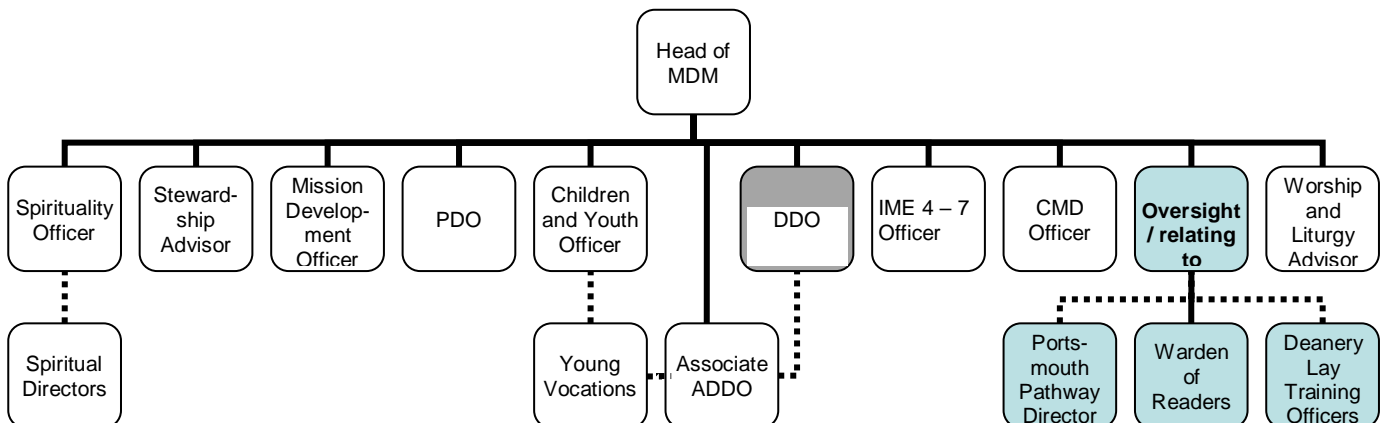 Head of
MDM
Spirituality
Officer
Steward-
ship
Advisor
Mission
Develop-
ment
Officer
PDO
Children
and Youth
Officer
DDO
IME 4 – 7
Officer
CMD
Officer
Oversight
/ relating
to
Worship
and
Liturgy
Advisor
Spiritual
Directors
Young
Vocations
Associate
ADDO
Ports-
mouth
Pathway
Director
Warden
of
Readers
Deanery
Lay
Training
Officers